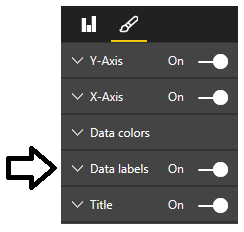 Y-Axis On
X-Axis On
Data colors
Data labels On
Title On